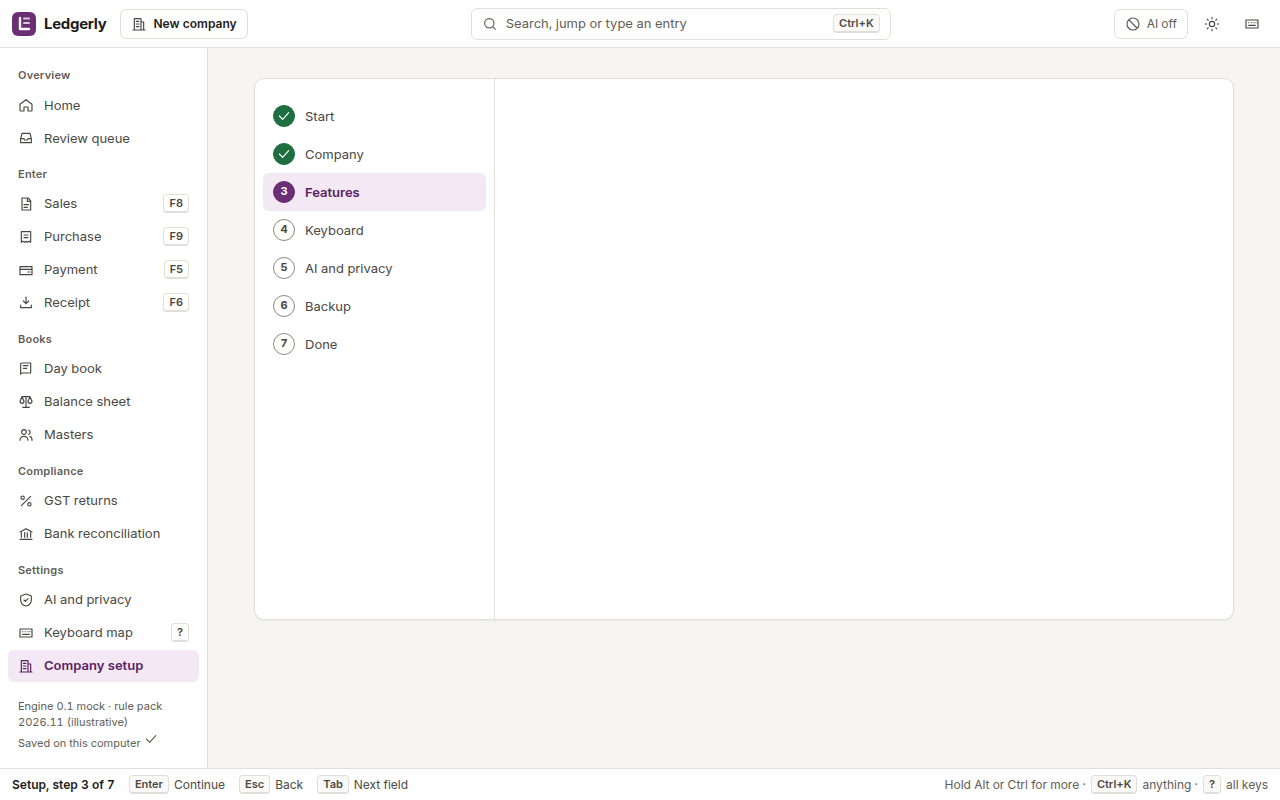 Ledgerly
New company
Search, jump or type an entry
Ctrl+K
AI off
Overview
Home
Review queue
Enter
Sales F8
Purchase F9
Payment F5
Receipt F6
Books
Day book
Balance sheet
Masters
Compliance
GST returns
Bank reconciliation
Settings
AI and privacy
Keyboard map ?
Company setup
Engine 0.1 mock · rule pack
2026.11 (illustrative)
Saved on this computer
Start
Company
3 Features
4 Keyboard
5 AI and privacy
6 Backup
7 Done
Setup, step 3 of 7 Enter Continue Esc Back Tab Next field
Hold Alt or Ctrl for more · Ctrl+K anything · ? all keys